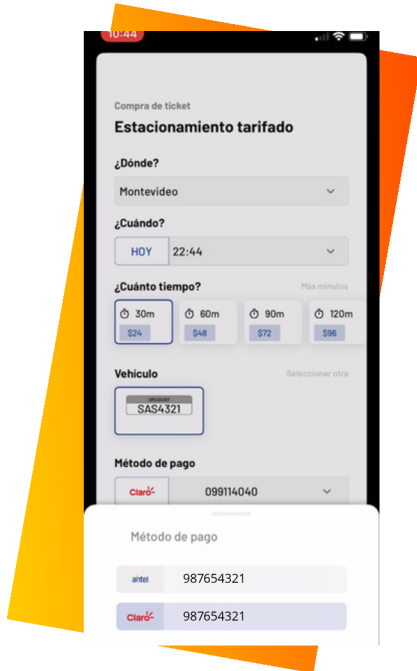 10:44
Compra de ticket
Estacionamiento tarifado
¿Dónde?
Montevideo
¿Cuándo?
HOY 22:44
¿Cuánto tiempo? Más minutos
30m 60m 90m 120m
$24 $48 $72 $96
Vehículo Seleccionar otro
URUGUAY
SAS4321
Método de pago
Claro 099114040
Método de pago
antel 987654321
Claro 987654321